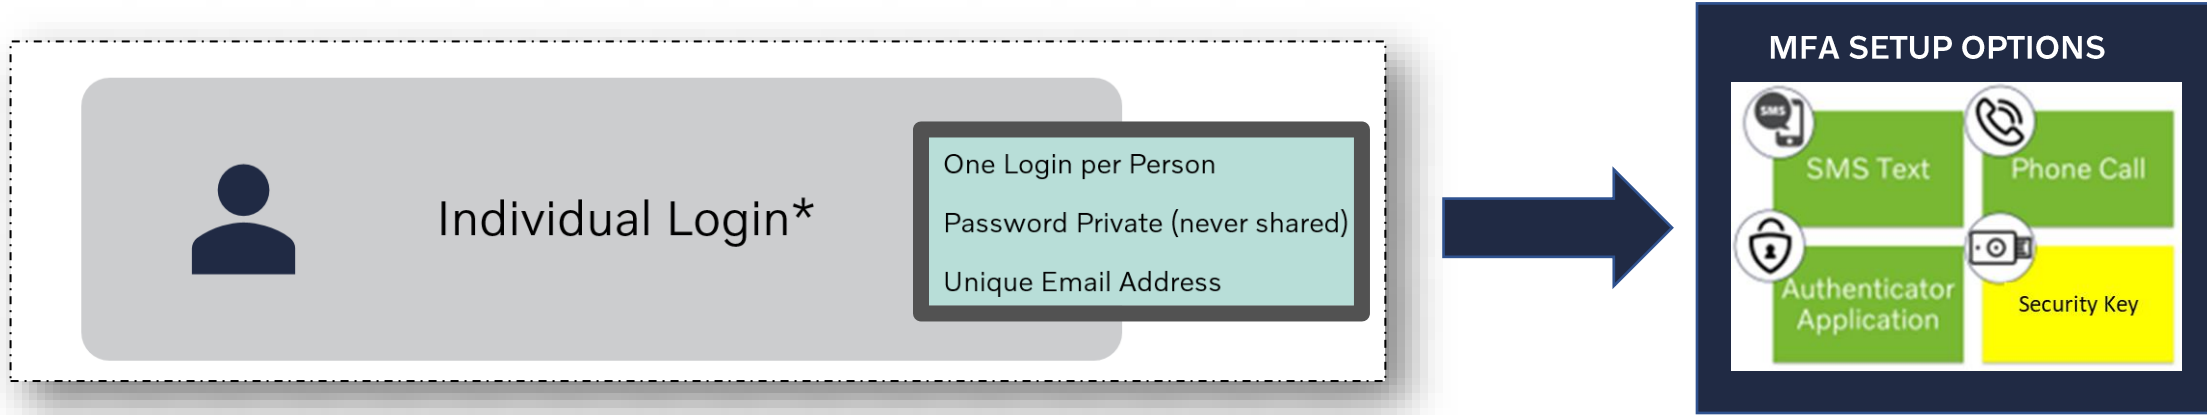 Individual Login*
One Login per Person
Password Private (never shared)
Unique Email Address
MFA SETUP OPTIONS
SMS
SMS Text
Phone Call
Authenticator
Application
Security Key